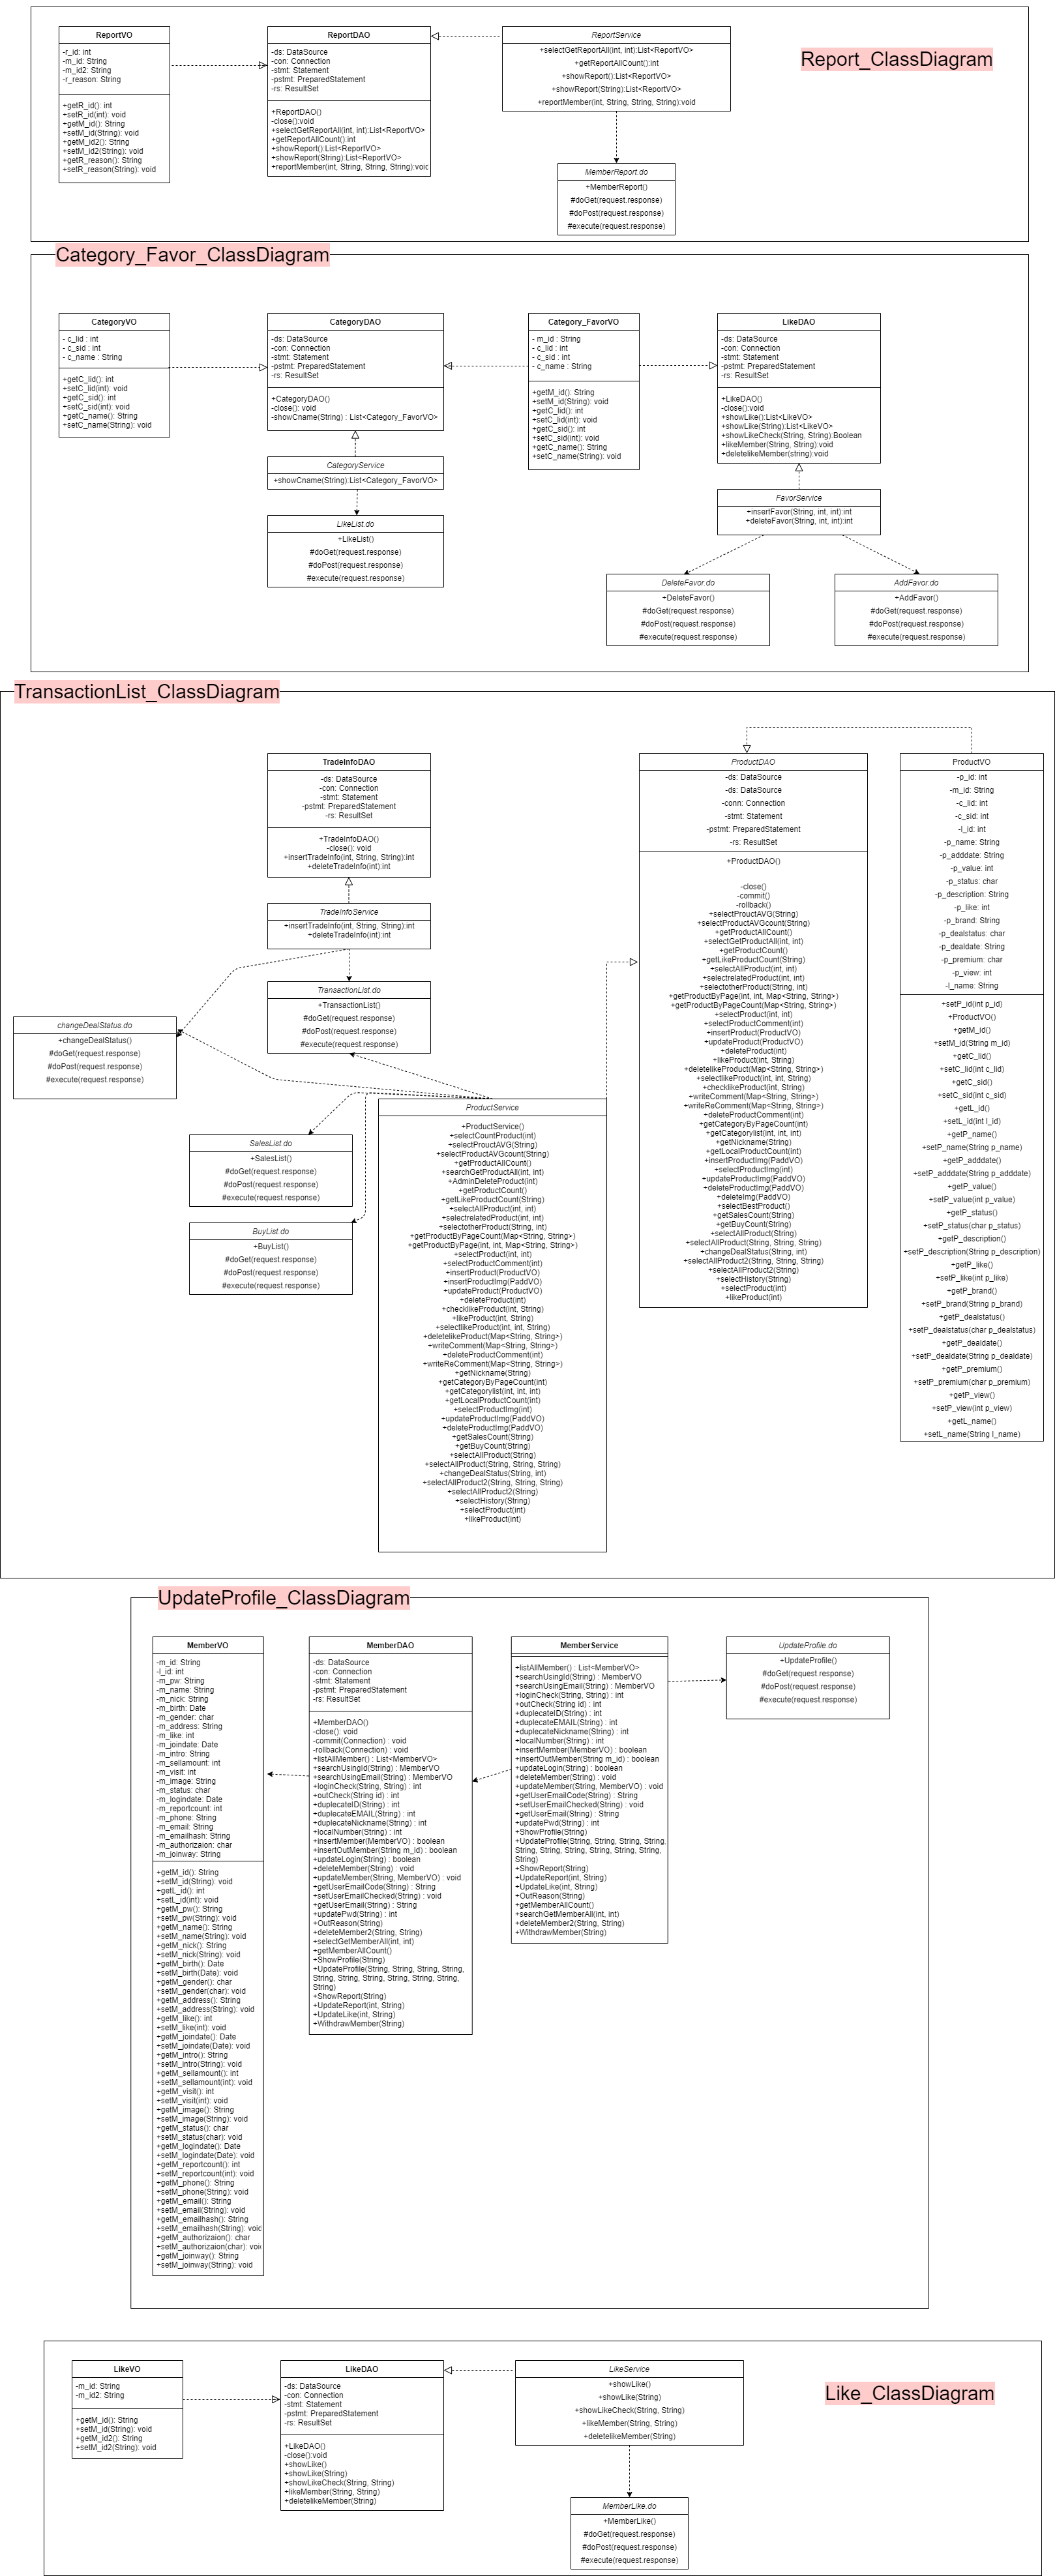 Report_ClassDiagram
ReportVO
-r_id: int
-m_id: String
-m_id2: String
-r_reason: String
+getR_id(): int
+setR_id(int): void
+getM_id(): String
+setM_id(String): void
+getM_id2(): String
+setM_id2(String): void
+getR_reason(): String
+setR_reason(String): void
ReportDAO
-ds: DataSource
-con: Connection
-stmt: Statement
-pstmt: PreparedStatement
-rs: ResultSet
+ReportDAO()
-close():void
+selectGetReportAll(int, int):List<ReportVO>
+getReportAllCount():int
+showReport():List<ReportVO>
+showReport(String):List<ReportVO>
+reportMember(int, String, String, String):void
ReportService
+selectGetReportAll(int, int):List<ReportVO>
+getReportAllCount():int
+showReport():List<ReportVO>
+showReport(String):List<ReportVO>
+reportMember(int, String, String, String):void
MemberReport.do
+MemberReport()
#doGet(request.response)
#doPost(request.response)
#execute(request.response)
Category_Favor_ClassDiagram
CategoryVO
- c_lid : int
- c_sid : int
- c_name : String
+getC_lid(): int
+setC_lid(int): void
+getC_sid(): int
+setC_sid(int): void
+getC_name(): String
+setC_name(String): void
CategoryDAO
-ds: DataSource
-con: Connection
-stmt: Statement
-pstmt: PreparedStatement
-rs: ResultSet
+CategoryDAO()
-close(): void
-showCname(String) : List<Category_FavorVO>
CategoryService
+showCname(String):List<Category_FavorVO>
LikeList.do
+LikeList()
#doGet(request.response)
#doPost(request.response)
#execute(request.response)
Category_FavorVO
- m_id : String
- c_lid : int
- c_sid : int
- c_name : String
+getM_id(): String
+setM_id(String): void
+getC_lid(): int
+setC_lid(int): void
+getC_sid(): int
+setC_sid(int): void
+getC_name(): String
+setC_name(String): void
LikeDAO
-ds: DataSource
-con: Connection
-stmt: Statement
-pstmt: PreparedStatement
-rs: ResultSet
+LikeDAO()
-close():void
+showLike():List<LikeVO>
+showLike(String):List<LikeVO>
+showLikeCheck(String, String):Boolean
+likeMember(String, String):void
+deletelikeMember(string):void
FavorService
+insertFavor(String, int, int):int
+deleteFavor(String, int, int):int
DeleteFavor.do
+DeleteFavor()
#doGet(request.response)
#doPost(request.response)
#execute(request.response)
AddFavor.do
+AddFavor()
#doGet(request.response)
#doPost(request.response)
#execute(request.response)
TransactionList_ClassDiagram
TradeInfoDAO
-ds: DataSource
-con: Connection
-stmt: Statement
-pstmt: PreparedStatement
-rs: ResultSet
+TradeInfoDAO()
-close(): void
+insertTradeInfo(int, String, String):int
+deleteTradeInfo(int):int
TradeInfoService
+insertTradeInfo(int, String, String):int
+deleteTradeInfo(int):int
TransactionList.do
+TransactionList()
#doGet(request.response)
#doPost(request.response)
#execute(request.response)
changeDealStatus.do
+changeDealStatus()
#doGet(request.response)
#doPost(request.response)
#execute(request.response)
SalesList.do
+SalesList()
#doGet(request.response)
#doPost(request.response)
#execute(request.response)
BuyList.do
+BuyList()
#doGet(request.response)
#doPost(request.response)
#execute(request.response)
ProductService
+ProductService()
+selectCountProduct(int)
+selectProuctAVG(String)
+selectProductAVGcount(String)
+getProductAllCount()
+searchGetProductAll(int, int)
+AdminDeleteProduct(int)
+getProductCount()
+getLikeProductCount(String)
+selectAllProduct(int, int)
+selectrelatedProduct(int, int)
+selectotherProduct(String, int)
+getProductByPageCount(Map<String, String>)
+getProductByPage(int, int, Map<String, String>)
+selectProduct(int, int)
+selectProductComment(int)
+insertProduct(ProductVO)
+insertProductImg(PaddVO)
+updateProduct(ProductVO)
+deleteProduct(int)
+checklikeProduct(int, String)
+likeProduct(int, String)
+selectlikeProduct(int, int, String)
+deletelikeProduct(Map<String, String>)
+writeComment(Map<String, String>)
+deleteProductComment(int)
+writeReComment(Map<String, String>)
+getNickname(String)
+getCategoryByPageCount(int)
+getCategorylist(int, int, int)
+getLocalProductCount(int)
+selectProductImg(int)
+updateProductImg(PaddVO)
+deleteProductImg(PaddVO)
+getSalesCount(String)
+getBuyCount(String)
+selectAllProduct(String)
+selectAllProduct(String, String, String)
+changeDealStatus(String, int)
+selectAllProduct2(String, String, String)
+selectAllProduct2(String)
+selectHistory(String)
+selectProduct(int)
+likeProduct(int)
ProductDAO
-ds: DataSource
-ds: DataSource
-conn: Connection
-stmt: Statement
-pstmt: PreparedStatement
-rs: ResultSet
+ProductDAO()
-close()
-commit()
-rollback()
+selectProuctAVG(String)
+selectProductAVGcount(String)
+getProductAllCount()
+selectGetProductAll(int, int)
+getProductCount()
+getLikeProductCount(String)
+selectAllProduct(int, int)
+selectrelatedProduct(int, int)
+selectotherProduct(String, int)
+getProductByPage(int, int, Map<String, String>)
+getProductByPageCount(Map<String, String>)
+selectProduct(int, int)
+selectProductComment(int)
+insertProduct(ProductVO)
+updateProduct(ProductVO)
+deleteProduct(int)
+likeProduct(int, String)
+deletelikeProduct(Map<String, String>)
+selectlikeProduct(int, int, String)
+checklikeProduct(int, String)
+writeComment(Map<String, String>)
+writeReComment(Map<String, String>)
+deleteProductComment(int)
+getCategoryByPageCount(int)
+getCategorylist(int, int, int)
+getNickname(String)
+getLocalProductCount(int)
+insertProductImg(PaddVO)
+selectProductImg(int)
+updateProductImg(PaddVO)
+deleteProductImg(PaddVO)
+deleteImg(PaddVO)
+selectBestProduct()
+getSalesCount(String)
+getBuyCount(String)
+selectAllProduct(String)
+selectAllProduct(String, String, String)
+changeDealStatus(String, int)
+selectAllProduct2(String, String, String)
+selectAllProduct2(String)
+selectHistory(String)
+selectProduct(int)
+likeProduct(int)
ProductVO
-p_id: int
-m_id: String
-c_lid: int
-c_sid: int
-l_id: int
-p_name: String
-p_adddate: String
-p_value: int
-p_status: char
-p_description: String
-p_like: int
-p_brand: String
-p_dealstatus: char
-p_dealdate: String
-p_premium: char
-p_view: int
-l_name: String
+setP_id(int p_id)
+ProductVO()
+getM_id()
+setM_id(String m_id)
+getC_lid()
+setC_lid(int c_lid)
+getC_sid()
+setC_sid(int c_sid)
+getL_id()
+setL_id(int l_id)
+getP_name()
+setP_name(String p_name)
+getP_adddate()
+setP_adddate(String p_adddate)
+getP_value()
+setP_value(int p_value)
+getP_status()
+setP_status(char p_status)
+getP_description()
+setP_description(String p_description)
+getP_like()
+setP_like(int p_like)
+getP_brand()
+setP_brand(String p_brand)
+getP_dealstatus()
+setP_dealstatus(char p_dealstatus)
+getP_dealdate()
+setP_dealdate(String p_dealdate)
+getP_premium()
+setP_premium(char p_premium)
+getP_view()
+setP_view(int p_view)
+getL_name()
+setL_name(String l_name)
UpdateProfile_ClassDiagram
MemberVO
-m_id: String
-l_id: int
-m_pw: String
-m_name: String
-m_nick: String
-m_birth: Date
-m_gender: char
-m_address: String
-m_like: int
-m_joindate: Date
-m_intro: String
-m_sellamount: int
-m_visit: int
-m_image: String
-m_status: char
-m_logindate: Date
-m_reportcount: int
-m_phone: String
-m_email: String
-m_emailhash: String
-m_authorizaion: char
-m_joinway: String
+getM_id(): String
+setM_id(String): void
+getL_id(): int
+setL_id(int): void
+getM_pw(): String
+setM_pw(String): void
+getM_name(): String
+setM_name(String): void
+getM_nick(): String
+setM_nick(String): void
+getM_birth(): Date
+setM_birth(Date): void
+getM_gender(): char
+setM_gender(char): void
+getM_address(): String
+setM_address(String): void
+getM_like(): int
+setM_like(int): void
+getM_joindate(): Date
+setM_joindate(Date): void
+getM_intro(): String
+setM_intro(String): void
+getM_sellamount(): int
+setM_sellamount(int): void
+getM_visit(): int
+setM_visit(int): void
+getM_image(): String
+setM_image(String): void
+getM_status(): char
+setM_status(char): void
+getM_logindate(): Date
+setM_logindate(Date): void
+getM_reportcount(): int
+setM_reportcount(int): void
+getM_phone(): String
+setM_phone(String): void
+getM_email(): String
+setM_email(String): void
+getM_emailhash(): String
+setM_emailhash(String): void
+getM_authorizaion(): char
+setM_authorizaion(char): void
+getM_joinway(): String
+setM_joinway(String): void
MemberDAO
-ds: DataSource
-con: Connection
-stmt: Statement
-pstmt: PreparedStatement
-rs: ResultSet
+MemberDAO()
-close(): void
-commit(Connection) : void
-rollback(Connection) : void
+listAllMember() : List<MemberVO>
+searchUsingId(String) : MemberVO
+searchUsingEmail(String) : MemberVO
+loginCheck(String, String) : int
+outCheck(String id) : int
+duplecateID(String) : int
+duplecateEMAIL(String) : int
+duplecateNickname(String) : int
+localNumber(String) : int
+insertMember(MemberVO) : boolean
+insertOutMember(String m_id) : boolean
+updateLogin(String) : boolean
+deleteMember(String) : void
+updateMember(String, MemberVO) : void
+getUserEmailCode(String) : String
+setUserEmailChecked(String) : void
+getUserEmail(String) : String
+updatePwd(String) : int
+OutReason(String)
+deleteMember2(String, String)
+selectGetMemberAll(int, int)
+getMemberAllCount()
+ShowProfile(String)
+UpdateProfile(String, String, String, String,
String, String, String, String, String, String,
String)
+ShowReport(String)
+UpdateReport(int, String)
+UpdateLike(int, String)
+WithdrawMember(String)
MemberService
+listAllMember() : List<MemberVO>
+searchUsingId(String) : MemberVO
+searchUsingEmail(String) : MemberVO
+loginCheck(String, String) : int
+outCheck(String id) : int
+duplecateID(String) : int
+duplecateEMAIL(String) : int
+duplecateNickname(String) : int
+localNumber(String) : int
+insertMember(MemberVO) : boolean
+insertOutMember(String m_id) : boolean
+updateLogin(String) : boolean
+deleteMember(String) : void
+updateMember(String, MemberVO) : void
+getUserEmailCode(String) : String
+setUserEmailChecked(String) : void
+getUserEmail(String) : String
+updatePwd(String) : int
+ShowProfile(String)
+UpdateProfile(String, String, String, String,
String, String, String, String, String, String,
String)
+ShowReport(String)
+UpdateReport(int, String)
+UpdateLike(int, String)
+OutReason(String)
+getMemberAllCount()
+searchGetMemberAll(int, int)
+deleteMember2(String, String)
+WithdrawMember(String)
UpdateProfile.do
+UpdateProfile()
#doGet(request.response)
#doPost(request.response)
#execute(request.response)
Like_ClassDiagram
LikeVO
-m_id: String
-m_id2: String
+getM_id(): String
+setM_id(String): void
+getM_id2(): String
+setM_id2(String): void
LikeDAO
-ds: DataSource
-con: Connection
-stmt: Statement
-pstmt: PreparedStatement
-rs: ResultSet
+LikeDAO()
-close():void
+showLike()
+showLike(String)
+showLikeCheck(String, String)
+likeMember(String, String)
+deletelikeMember(String)
LikeService
+showLike()
+showLike(String)
+showLikeCheck(String, String)
+likeMember(String, String)
+deletelikeMember(String)
MemberLike.do
+MemberLike()
#doGet(request.response)
#doPost(request.response)
#execute(request.response)